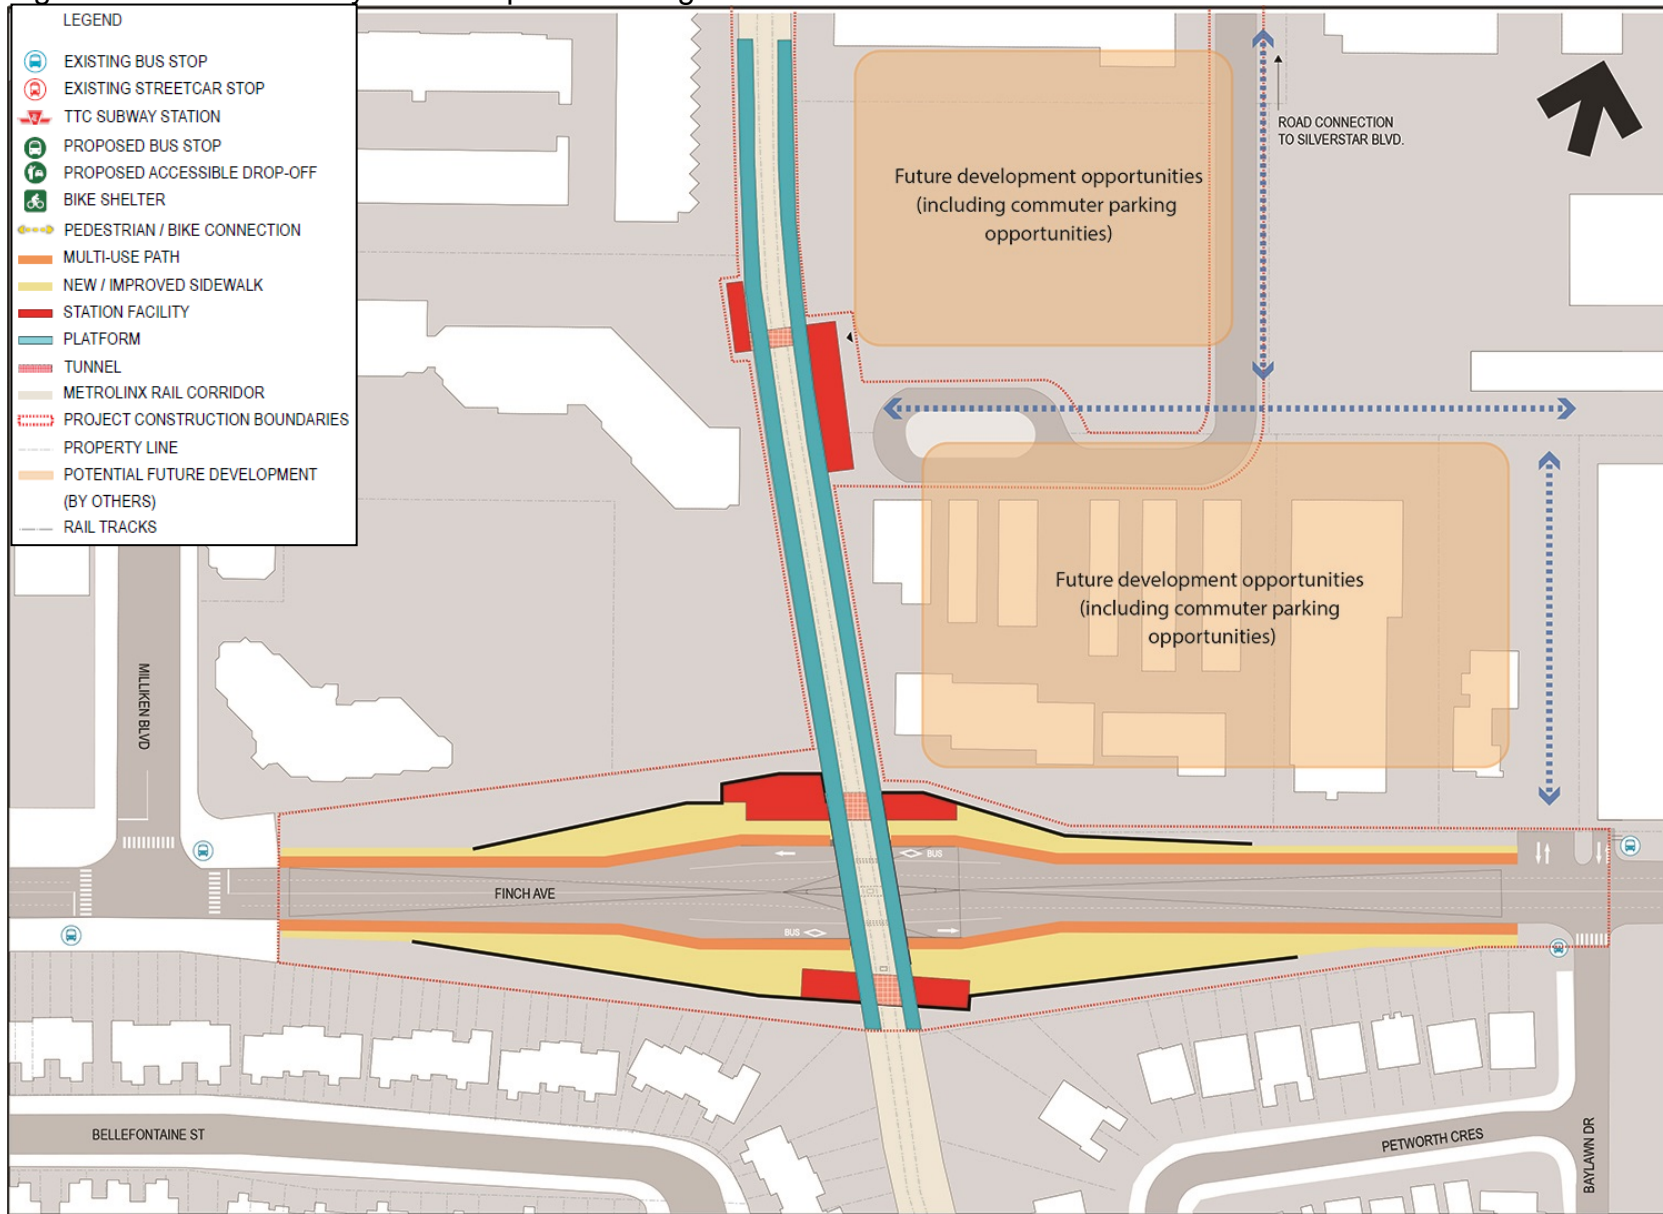 LEGEND
EXISTING BUS STOP
EXISTING STREETCAR STOP
TTC SUBWAY STATION
PROPOSED BUS STOP
PROPOSED ACCESSIBLE DROP-OFF
BIKE SHELTER
PEDESTRIAN / BIKE CONNECTION
MULTI-USE PATH
NEW / IMPROVED SIDEWALK
STATION FACILITY
PLATFORM
TUNNEL
METROLINX RAIL CORRIDOR
PROJECT CONSTRUCTION BOUNDARIES
PROPERTY LINE
POTENTIAL FUTURE DEVELOPMENT
(BY OTHERS)
RAIL TRACKS
Future development opportunities
(including commuter parking
opportunities)
ROAD CONNECTION
TO SILVERSTAR BLVD.
Future development opportunities
(including commuter parking
opportunities)
MILLIKEN BLVD
BUS
FINCH AVE
BUS
BELLEFONTAINE ST
PETWORTH CRES
BAYLAWN DR